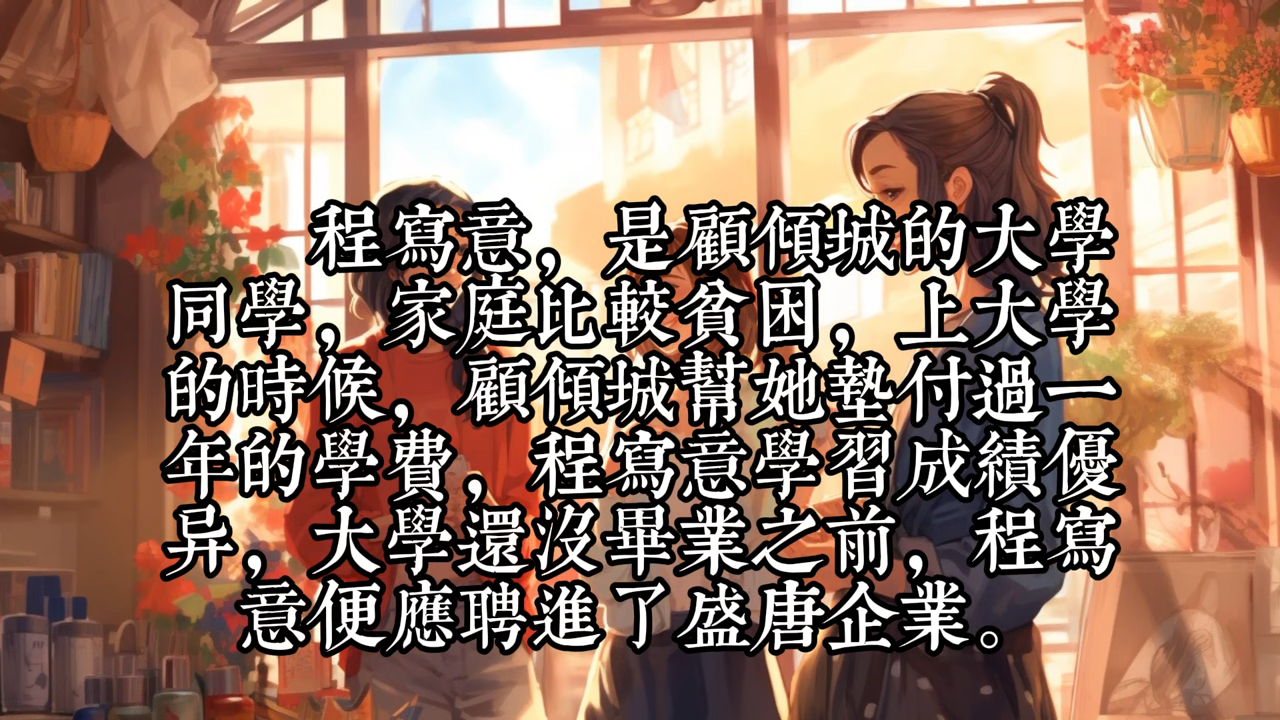 程寫意，是顧傾城的大學
同學，家庭比較貧困，上大學
的時候，顧傾城幫她墊付過一
年的學費，程寫意學習成績優
异，大學還沒畢業之前，程寫
意便應聘進了盛唐企業。